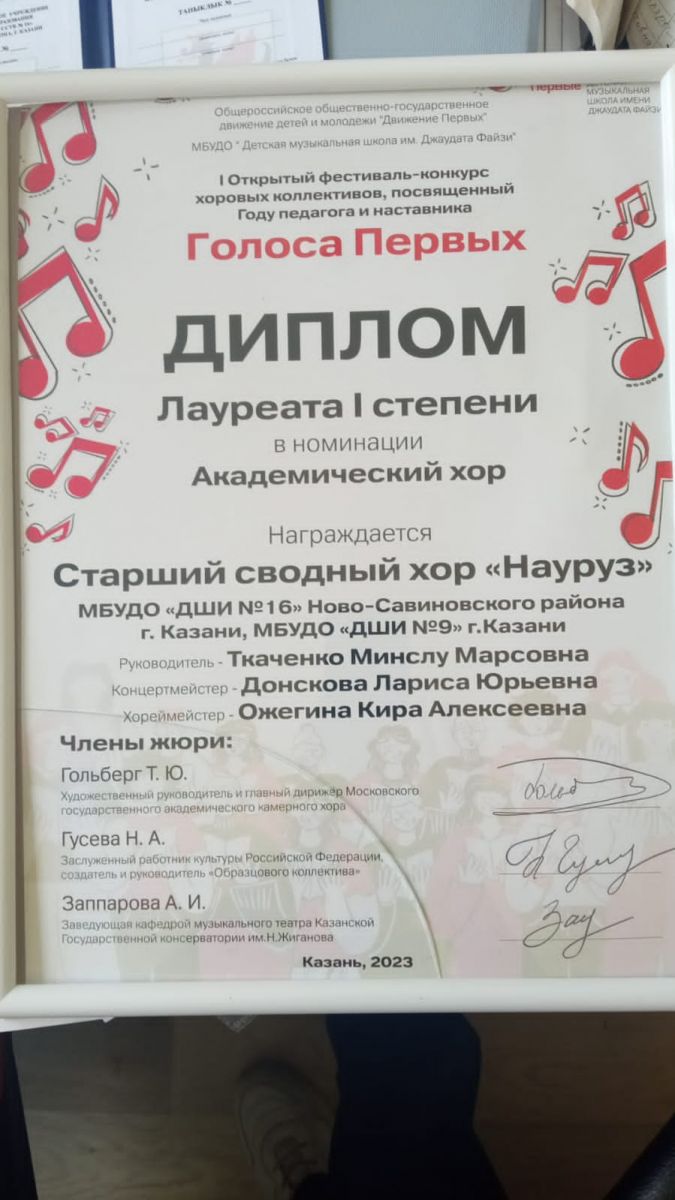 ТАНЫКЛЫК №
Первые
МУЗЫКАЛЬНАЯ
ШКОЛА ИМЕНИ
ДЖАУДАТА ФАЙЗИ
Общероссийское общественно-государственное
движение детей и молодежи "Движение Первых"
МБУДО " Детская музыкальная школа им. Джаудата Файзи"
I Открытый фестиваль-конкурс
хоровых коллективов, посвященный
Году педагога и наставника
Голоса Первых
ДИПЛОМ
Лауреата I степени
в номинации
Академический хор
Награждается
Старший сводный хор «Науруз»
МБУДО «ДШИ №16» Ново-Савиновского района
г. Казани, МБУДО «ДШИ №9» г.Казани
Руководитель - Ткаченко Минслу Марсовна
Концертмейстер - Донскова Лариса Юрьевна
Хореймейстер - Ожегина Кира Алексеевна
Члены жюри:
Гольберг Т. Ю.
Художественный руководитель и главный дирижер Московского
государственного академического камерного хора
Гусева Н. А.
Заслуженный работник культуры Российской Федерации,
создатель и руководитель «Образцового коллектива»
Заппарова А. И.
Заведующая кафедрой музыкального театра Казанской
Государственной консерватории им.Н.Жиганова
Казань, 2023